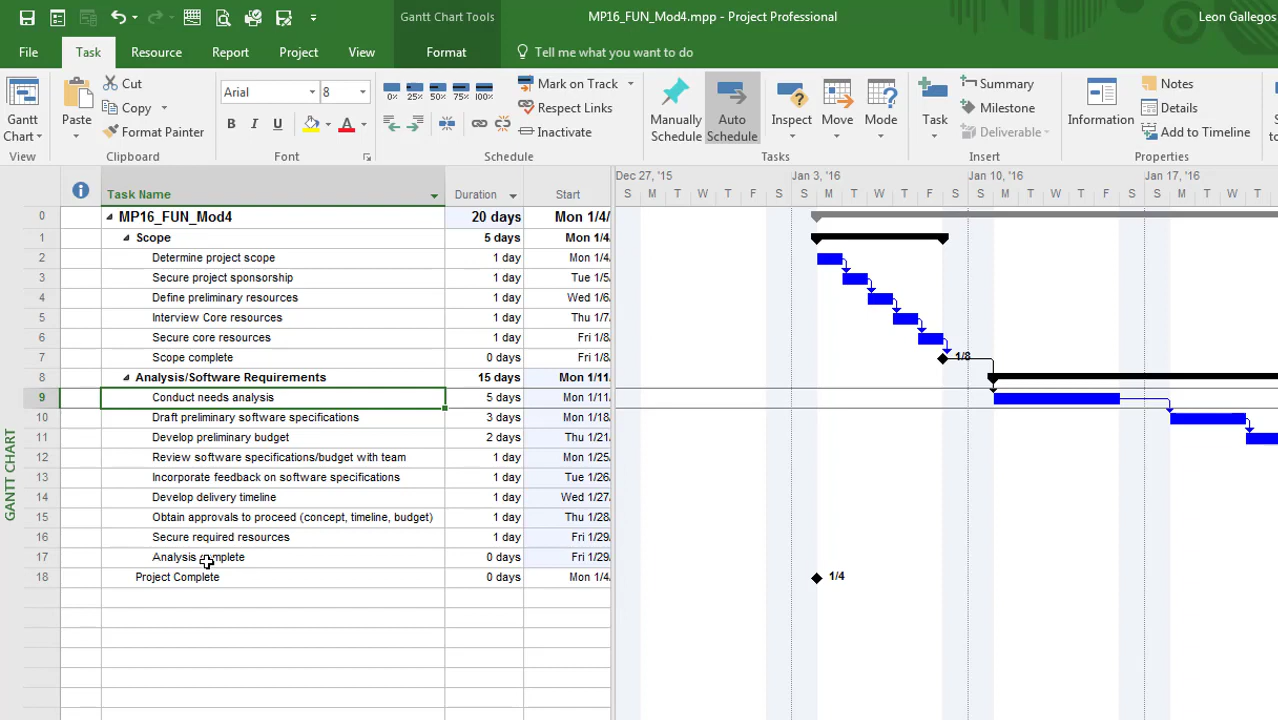 Gantt Chart Tools
MP16_FUN_Mod4.mpp - Project Professional
Leon Gallegos
File
Task
Resource
Report
Project
View
Format
Tell me what you want to do
Gantt
Chart
View
Paste
Cut
Copy
Format Painter
Clipboard
Arial
8
B I U
A
Font
0% 25% 50% 75% 100%
Mark on Track
Respect Links
Inactivate
Schedule
Manually
Schedule
Auto
Schedule
Inspect
Move
Mode
Tasks
Task
Summary
Milestone
Deliverable
Insert
Information
Notes
Details
Add to Timeline
Properties
Task Name Duration Start
Dec 27, '15 Jan 3, '16 Jan 10, '16 Jan 17, '16
S M T W T F S S M T W T F S S M T W T F S S M T W T
0 MP16_FUN_Mod4 20 days Mon 1/4/
1 Scope 5 days Mon 1/4.
2 Determine project scope 1 day Mon 1/4.
3 Secure project sponsorship 1 day Tue 1/5.
4 Define preliminary resources 1 day Wed 1/6.
5 Interview Core resources 1 day Thu 1/7.
6 Secure core resources 1 day Fri 1/8.
7 Scope complete 0 days Fri 1/8. 1/8
8 Analysis/Software Requirements 15 days Mon 1/11.
9 Conduct needs analysis 5 days Mon 1/11.
10 Draft preliminary software specifications 3 days Mon 1/18.
11 Develop preliminary budget 2 days Thu 1/21.
12 Review software specifications/budget with team 1 day Mon 1/25.
13 Incorporate feedback on software specifications 1 day Tue 1/26.
14 Develop delivery timeline 1 day Wed 1/27.
15 Obtain approvals to proceed (concept, timeline, budget) 1 day Thu 1/28.
16 Secure required resources 1 day Fri 1/29.
17 Analysis complete 0 days Fri 1/29.
18 Project Complete 0 days Mon 1/4. 1/4
GANTT CHART